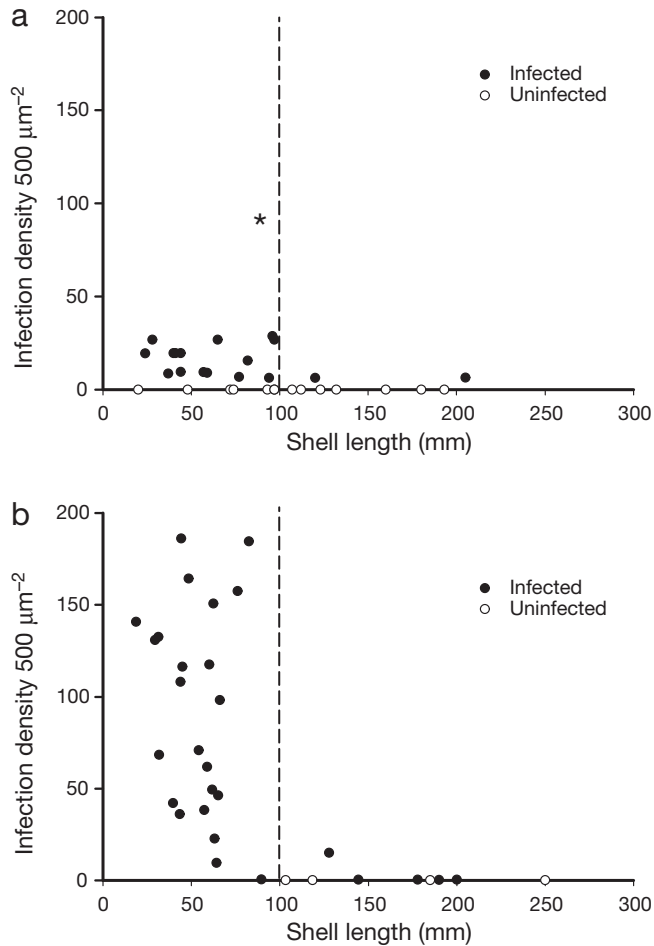 a
200
150
100
50
0
Infection density 500 µm⁻²
Infected
Uninfected
*
0 50 100 150 200 250 300
Shell length (mm)
b
200
150
100
50
0
Infection density 500 µm⁻²
Infected
Uninfected
0 50 100 150 200 250 300
Shell length (mm)